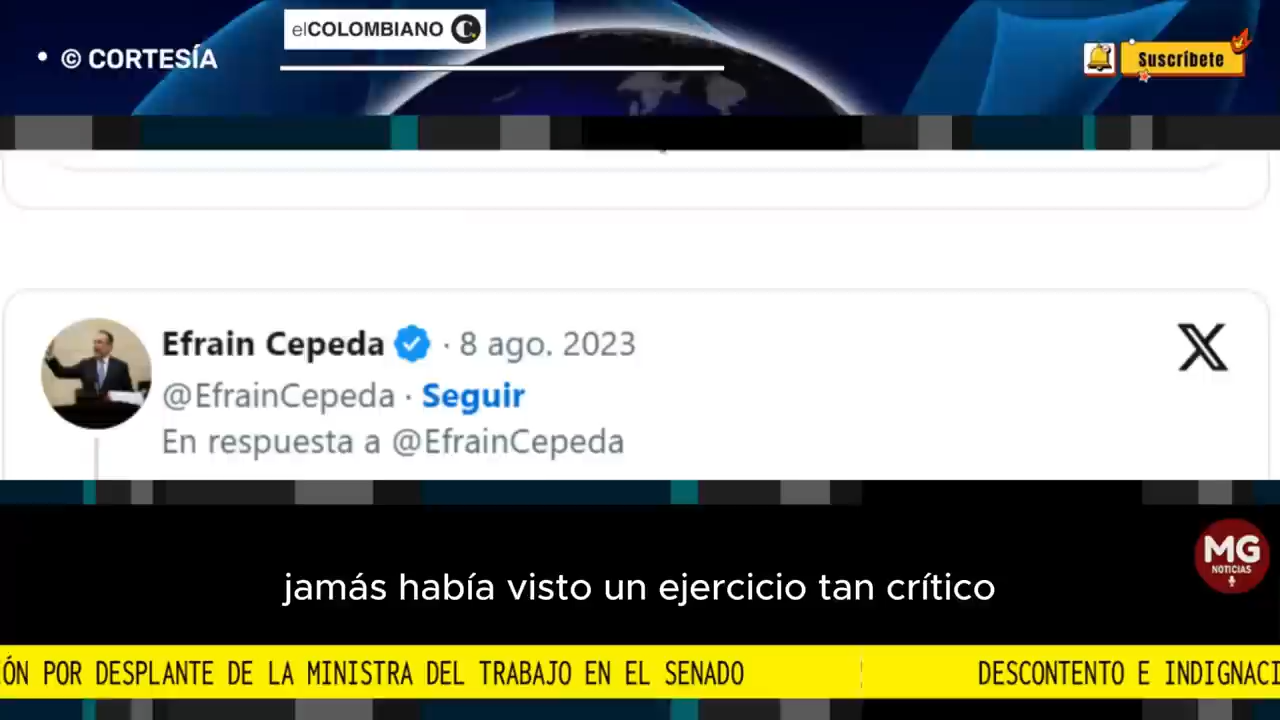 elCOLOMBIANO C
• © CORTESÍA
Suscríbete
Efrain Cepeda · 8 ago. 2023
@EfrainCepeda · Seguir
En respuesta a @EfrainCepeda
jamás había visto un ejercicio tan crítico
MG
NOTICIAS
ÓN POR DESPLANTE DE LA MINISTRA DEL TRABAJO EN EL SENADO DESCONTENTO E INDIGNACI